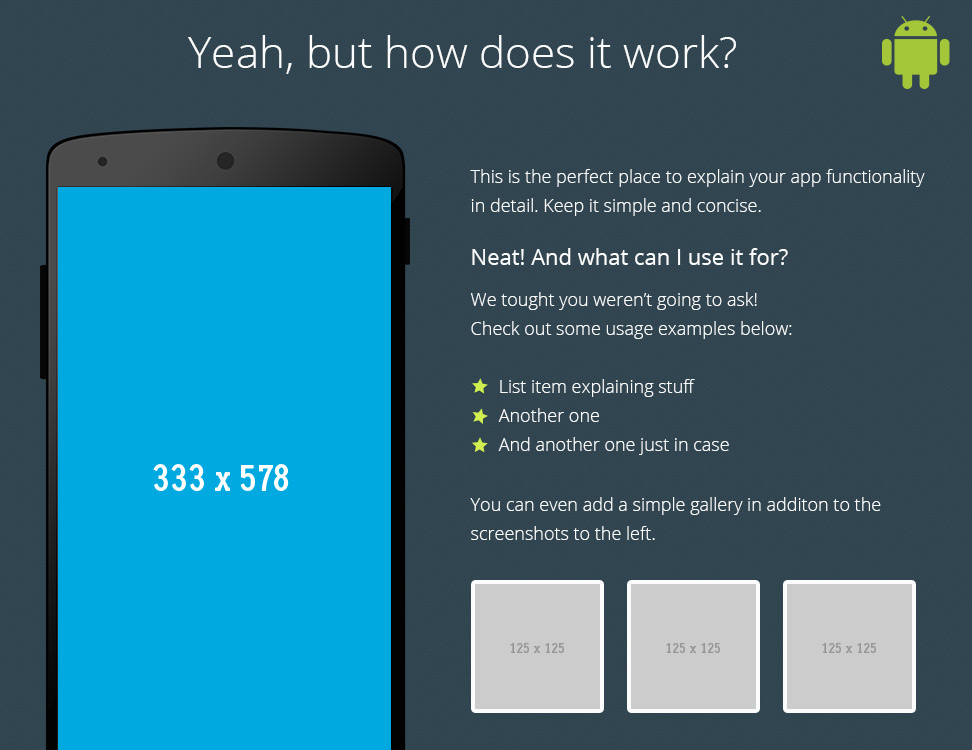 Yeah, but how does it work?
This is the perfect place to explain your app functionality
in detail. Keep it simple and concise.
Neat! And what can I use it for?
We tought you weren't going to ask!
Check out some usage examples below:
List item explaining stuff
Another one
And another one just in case
333 x 578
You can even add a simple gallery in additon to the
screenshots to the left.
125 x 125
125 x 125
125 x 125